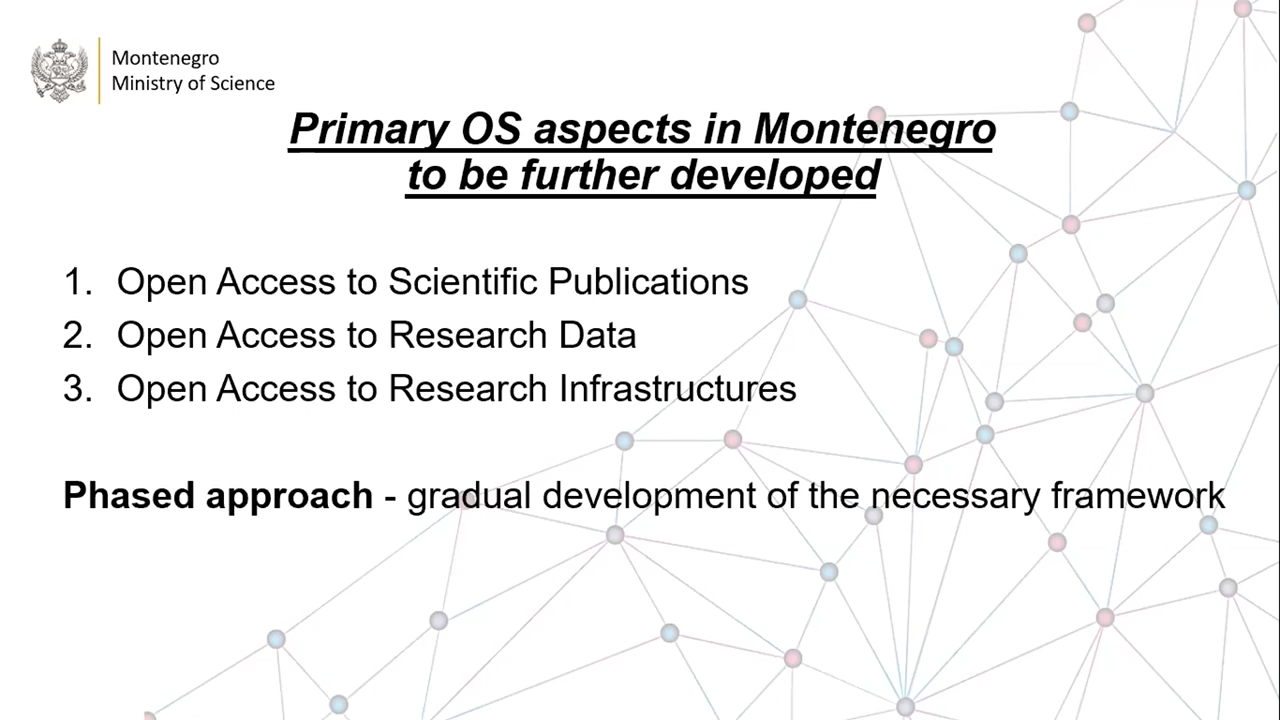 Montenegro
Ministry of Science
Primary OS aspects in Montenegro
to be further developed
1. Open Access to Scientific Publications
2. Open Access to Research Data
3. Open Access to Research Infrastructures
Phased approach - gradual development of the necessary framework